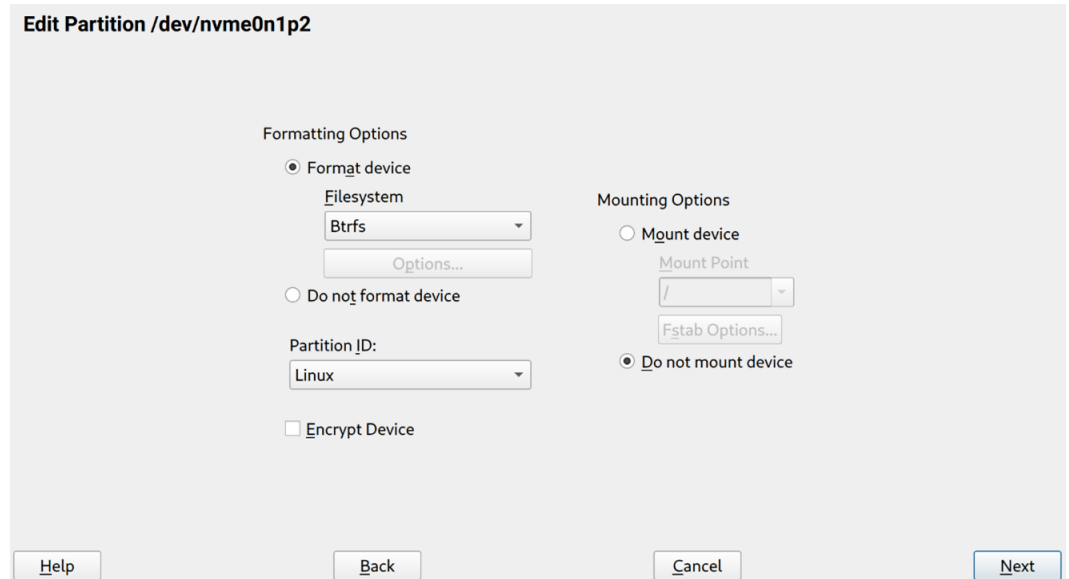 Edit Partition /dev/nvme0n1p2
Formatting Options
Format device
Filesystem
Btrfs
Options...
Do not format device
Partition ID:
Linux
Encrypt Device
Mounting Options
Mount device
Mount Point
/
Fstab Options...
Do not mount device
Help
Back
Cancel
Next